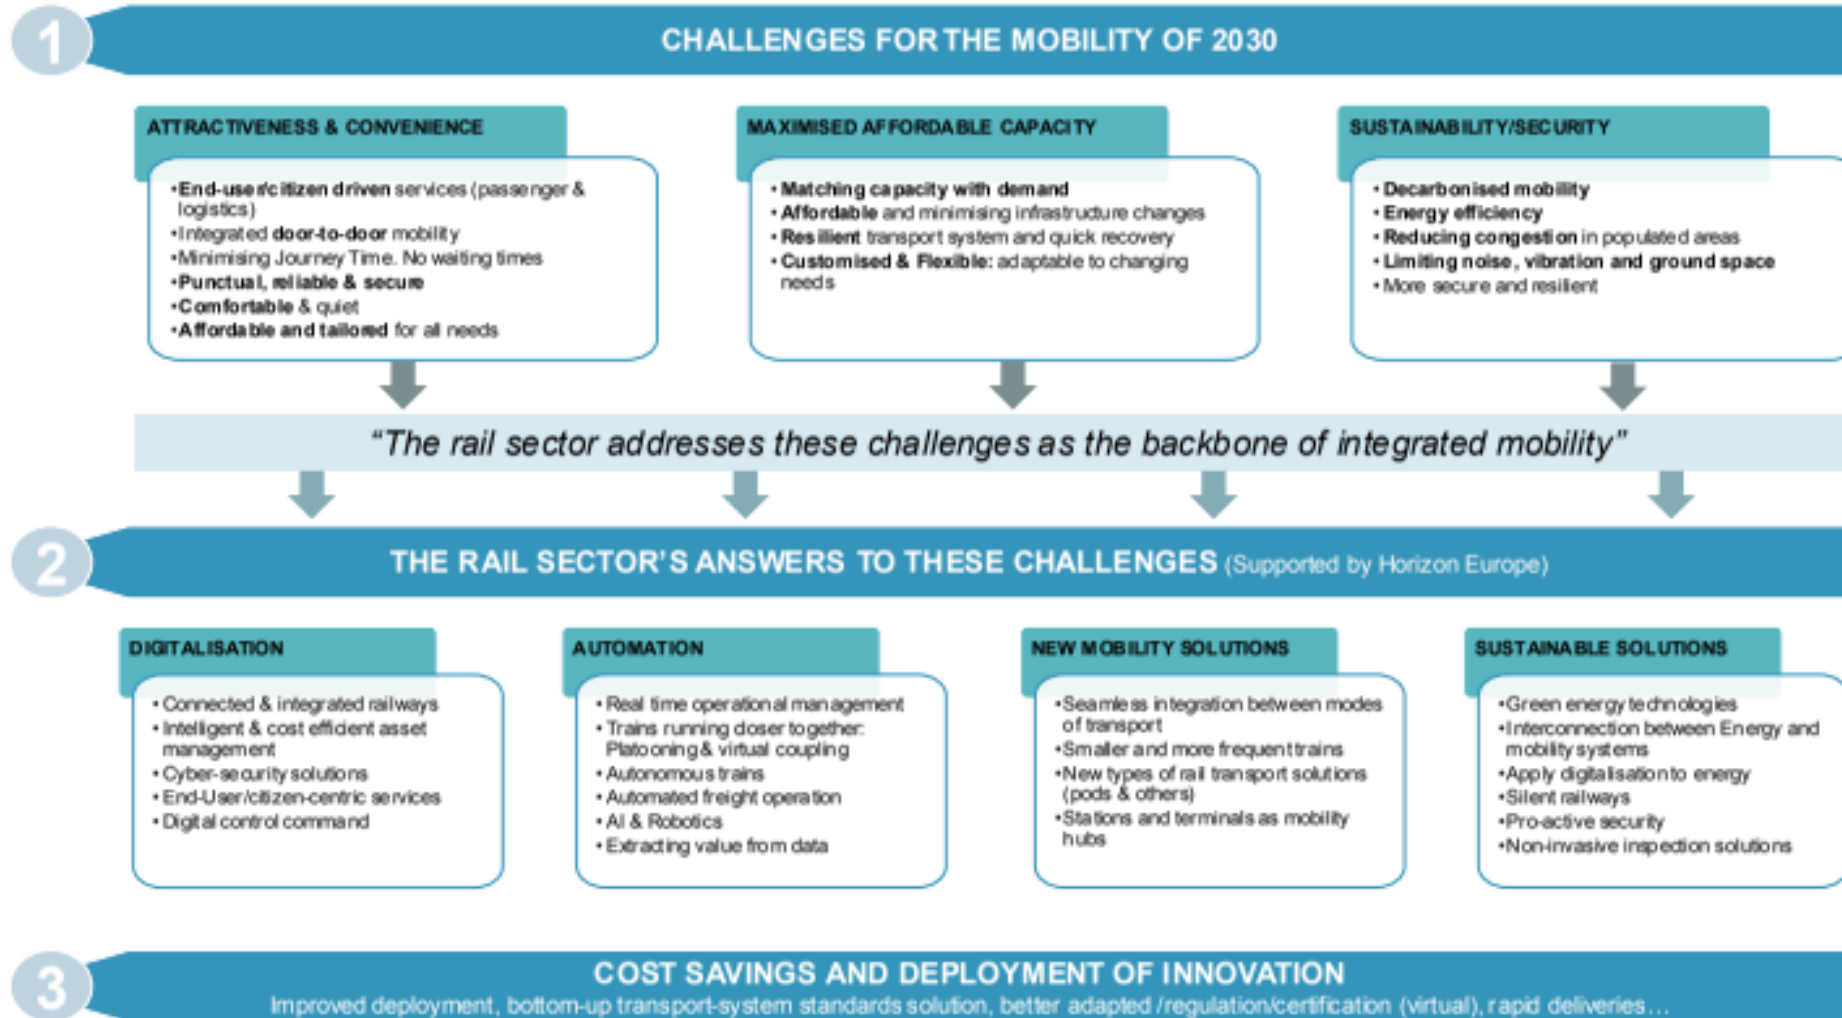 1
CHALLENGES FOR THE MOBILITY OF 2030
ATTRACTIVENESS & CONVENIENCE
•End-user/citizen driven services (passenger &
logistics)
•Integrated door-to-door mobility
•Minimising Journey Time. No waiting times
•Punctual, reliable & secure
•Comfortable & quiet
•Affordable and tailored for all needs
MAXIMISED AFFORDABLE CAPACITY
•Matching capacity with demand
•Affordable and minimising infrastructure changes
•Resilient transport system and quick recovery
•Customised & Flexible: adaptable to changing
needs
SUSTAINABILITY/SECURITY
•Decarbonised mobility
•Energy efficiency
•Reducing congestion in populated areas
•Limiting noise, vibration and ground space
•More secure and resilient
“The rail sector addresses these challenges as the backbone of integrated mobility”
2
THE RAIL SECTOR’S ANSWERS TO THESE CHALLENGES (Supported by Horizon Europe)
DIGITALISATION
•Connected & integrated railways
•Intelligent & cost efficient asset
management
•Cyber-security solutions
•End-User/citizen-centric services
•Digital control command
AUTOMATION
•Real time operational management
•Trains running closer together:
Platooning & virtual coupling
•Autonomous trains
•Automated freight operation
•AI & Robotics
•Extracting value from data
NEW MOBILITY SOLUTIONS
•Seamless integration between modes
of transport
•Smaller and more frequent trains
•New types of rail transport solutions
(pods & others)
•Stations and terminals as mobility
hubs
SUSTAINABLE SOLUTIONS
•Green energy technologies
•Interconnection between Energy and
mobility systems
•Apply digitalisation to energy
•Silent railways
•Pro-active security
•Non-invasive inspection solutions
3
COST SAVINGS AND DEPLOYMENT OF INNOVATION
Improved deployment, bottom-up transport-system standards solution, better adapted /regulation/certification (virtual), rapid deliveries…